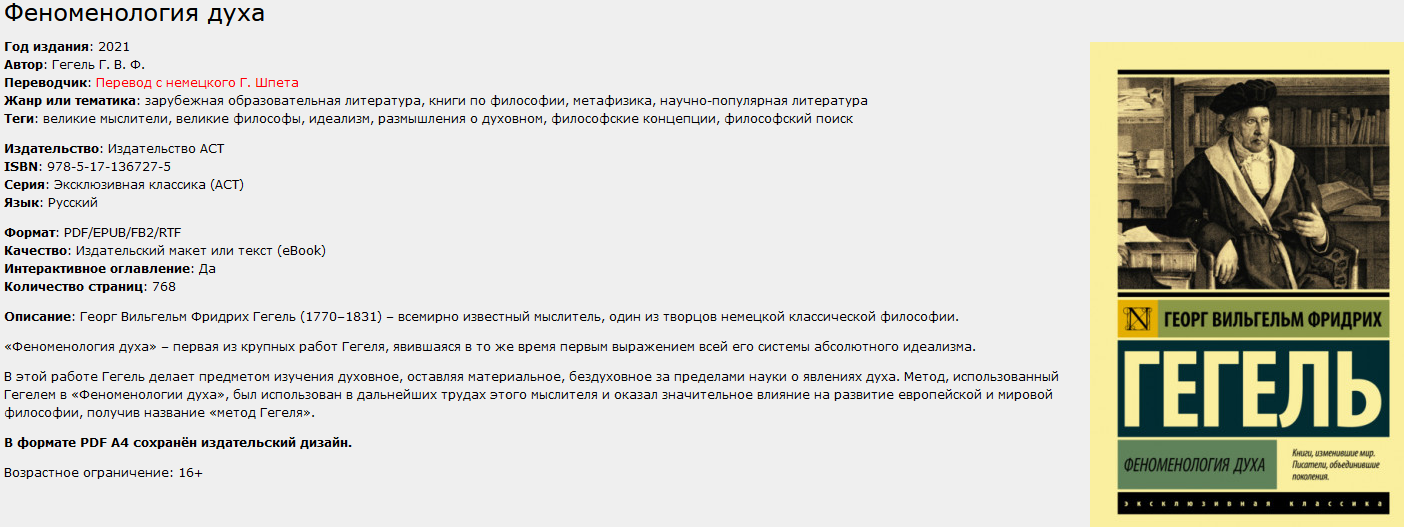 Феноменология духа
Год издания: 2021
Автор: Гегель Г. В. Ф.
Переводчик: Перевод с немецкого Г. Шпета
Жанр или тематика: зарубежная образовательная литература, книги по философии, метафизика, научно-популярная литература
Теги: великие мыслители, великие философы, идеализм, размышления о духовном, философские концепции, философский поиск
Издательство: Издательство АСТ
ISBN: 978-5-17-136727-5
Серия: Эксклюзивная классика (АСТ)
Язык: Русский
Формат: PDF/EPUB/FB2/RTF
Качество: Издательский макет или текст (eBook)
Интерактивное оглавление: Да
Количество страниц: 768
Описание: Георг Вильгельм Фридрих Гегель (1770–1831) – всемирно известный мыслитель, один из творцов немецкой классической философии.
«Феноменология духа» – первая из крупных работ Гегеля, явившаяся в то же время первым выражением всей его системы абсолютного идеализма.
В этой работе Гегель делает предметом изучения духовное, оставляя материальное, бездуховное за пределами науки о явлениях духа. Метод, использованный
Гегелем в «Феноменологии духа», был использован в дальнейших трудах этого мыслителя и оказал значительное влияние на развитие европейской и мировой
философии, получив название «метод Гегеля».
В формате PDF A4 сохранён издательский дизайн.
Возрастное ограничение: 16+
ГЕОРГ ВИЛЬГЕЛЬМ ФРИДРИХ
ГЕГЕЛЬ
ФЕНОМЕНОЛОГИЯ ДУХА
Книги, изменившие мир.
Писатели, объединившие
поколения.
эксклюзивная классика